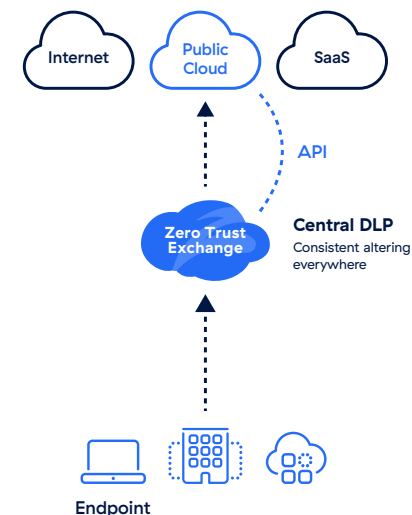 Internet
Public
Cloud
SaaS
API
Zero Trust
Exchange
Central DLP
Consistent altering
everywhere
Endpoint